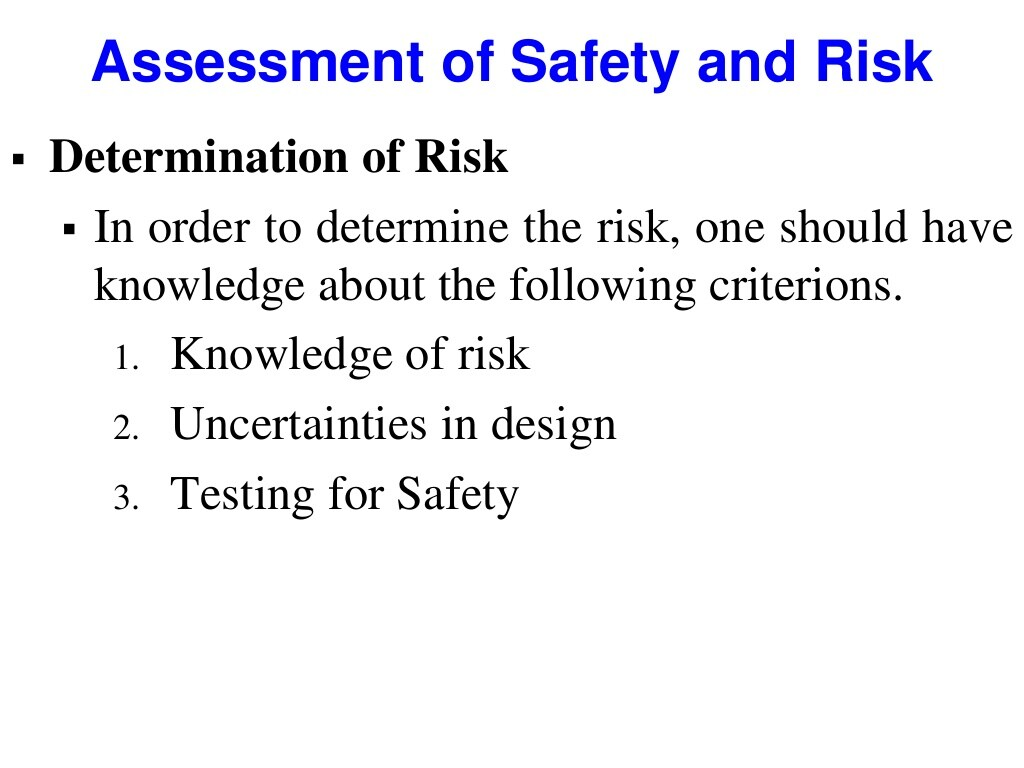 Assessment of Safety and Risk
▪ Determination of Risk
▪ In order to determine the risk, one should have
knowledge about the following criterions.
1. Knowledge of risk
2. Uncertainties in design
3. Testing for Safety